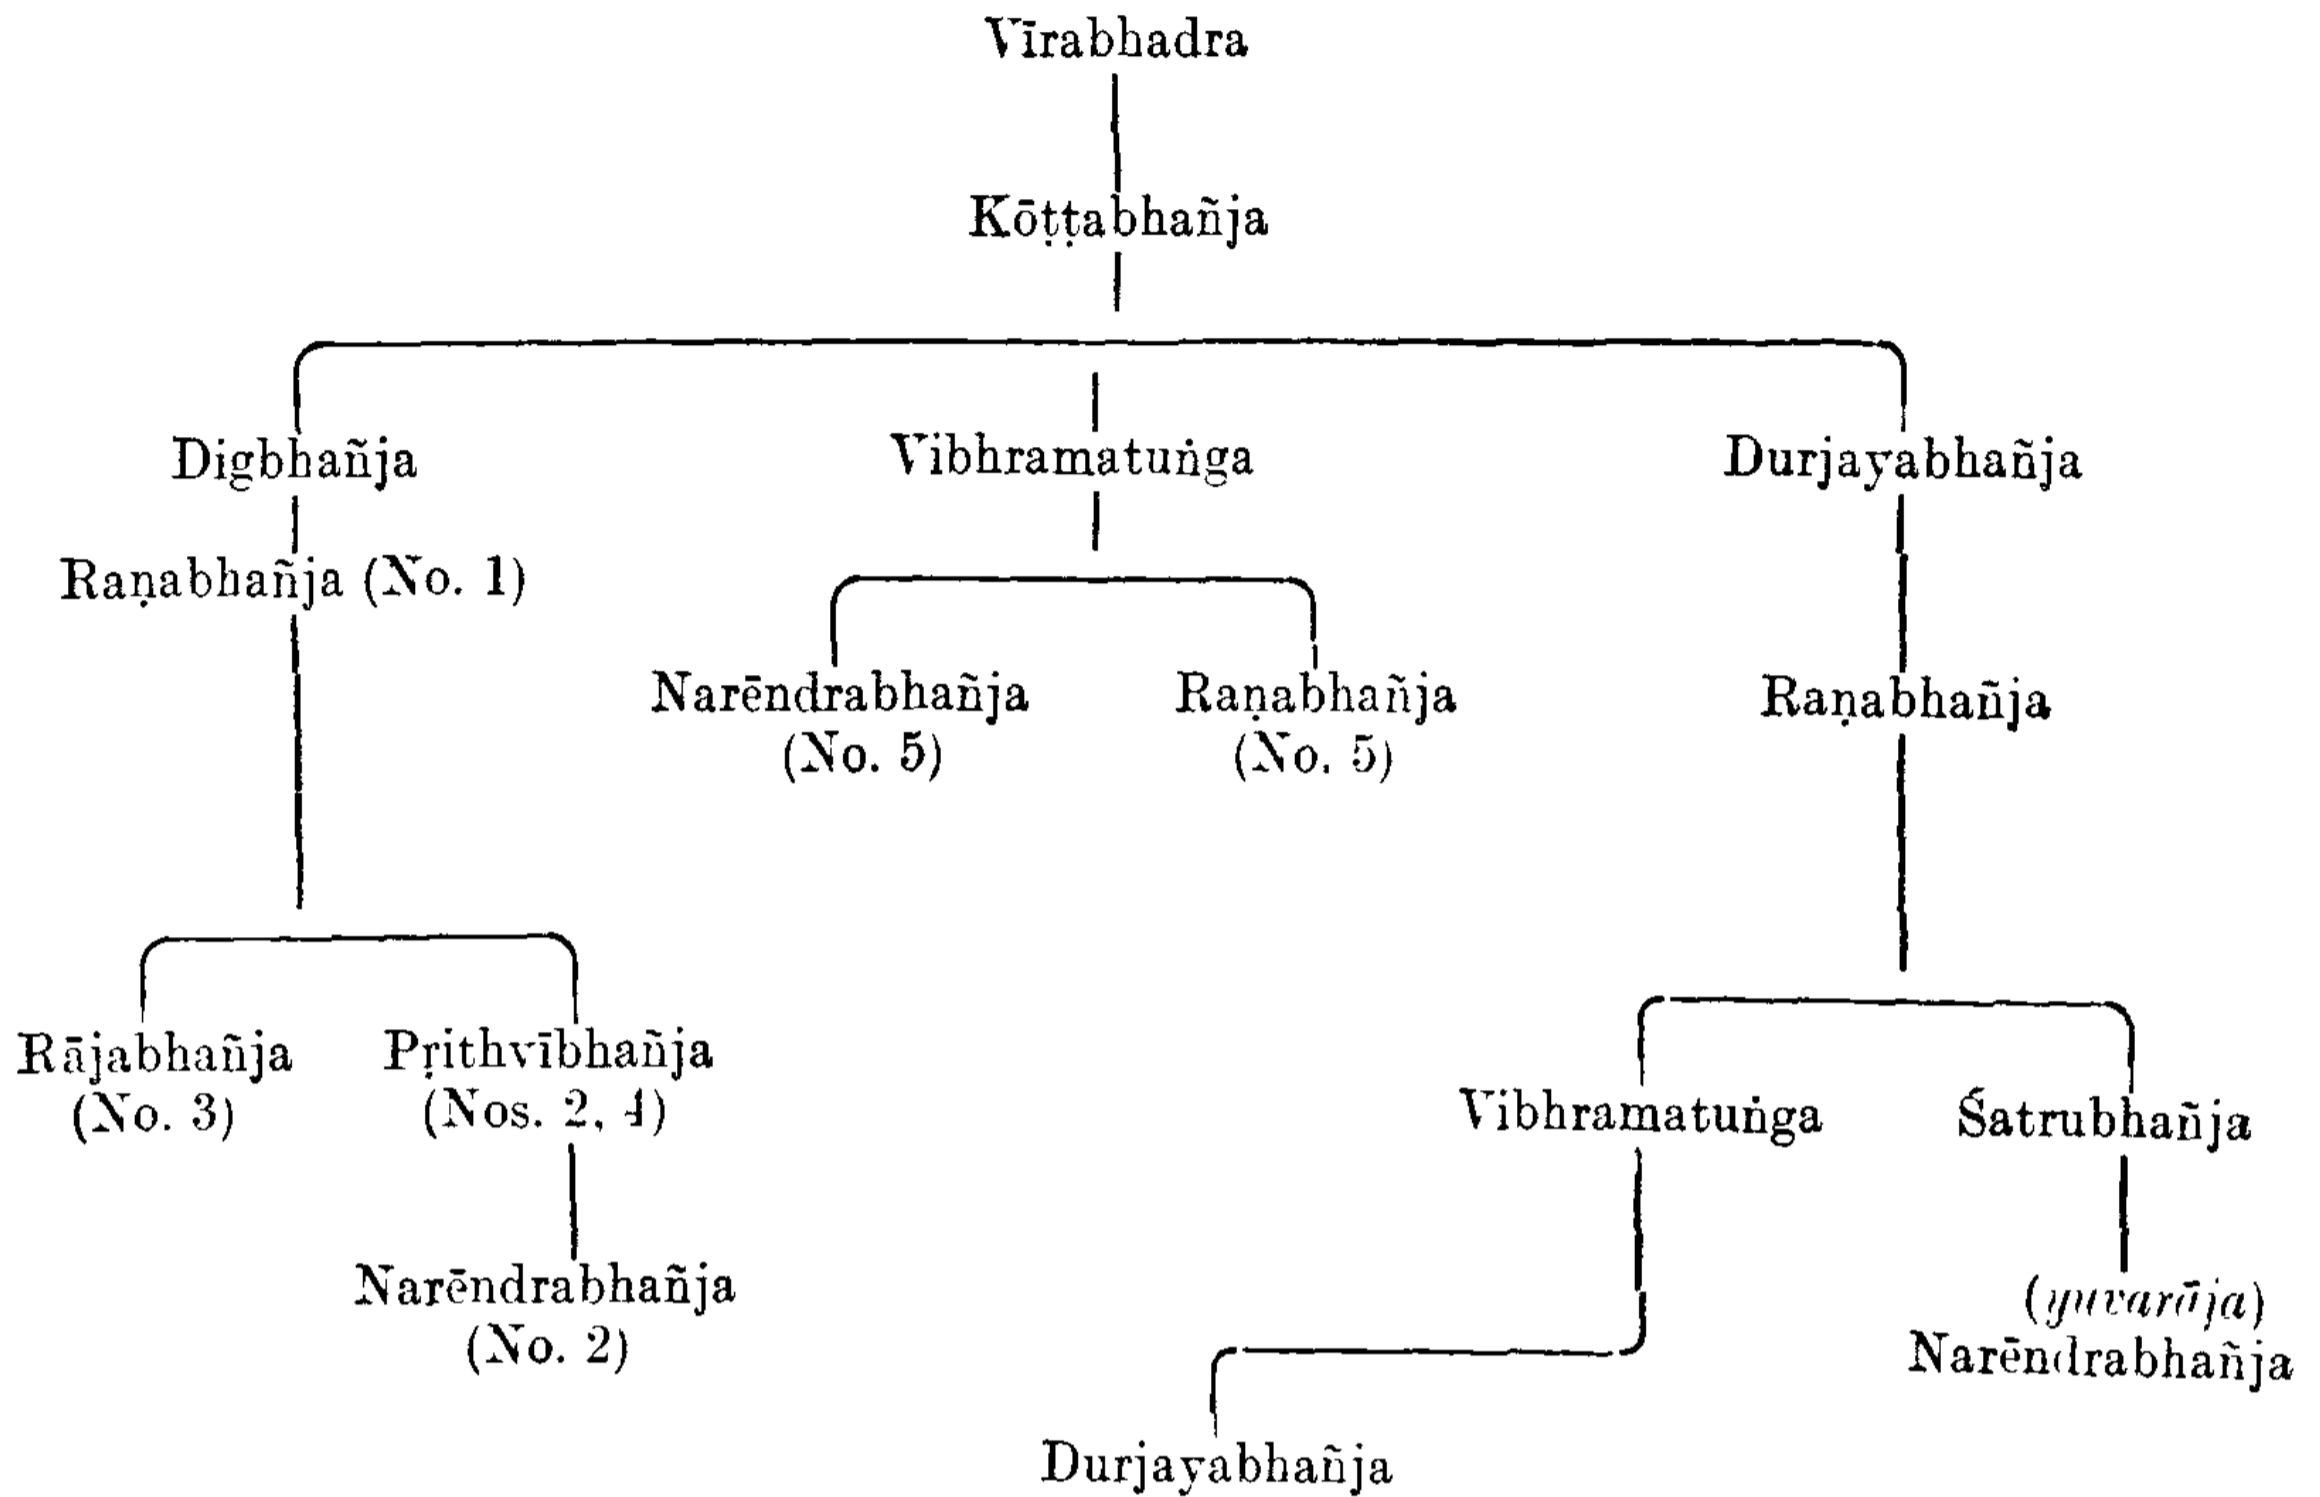 Vīrabhadra
Kōṭṭabhañja
Digbhañja
Vibhramatuṅga
Durjayabhañja
Raṇabhañja (No. 1)
Narēndrabhañja
(No. 5)
Raṇabhañja
(No. 5)
Raṇabhañja
Rājabhañja
(No. 3)
Pṛithvībhañja
(Nos. 2, 4)
Vibhramatuṅga
Śatrubhañja
Narēndrabhañja
(No. 2)
(yuvarāja)
Narēndrabhañja
Durjayabhañja